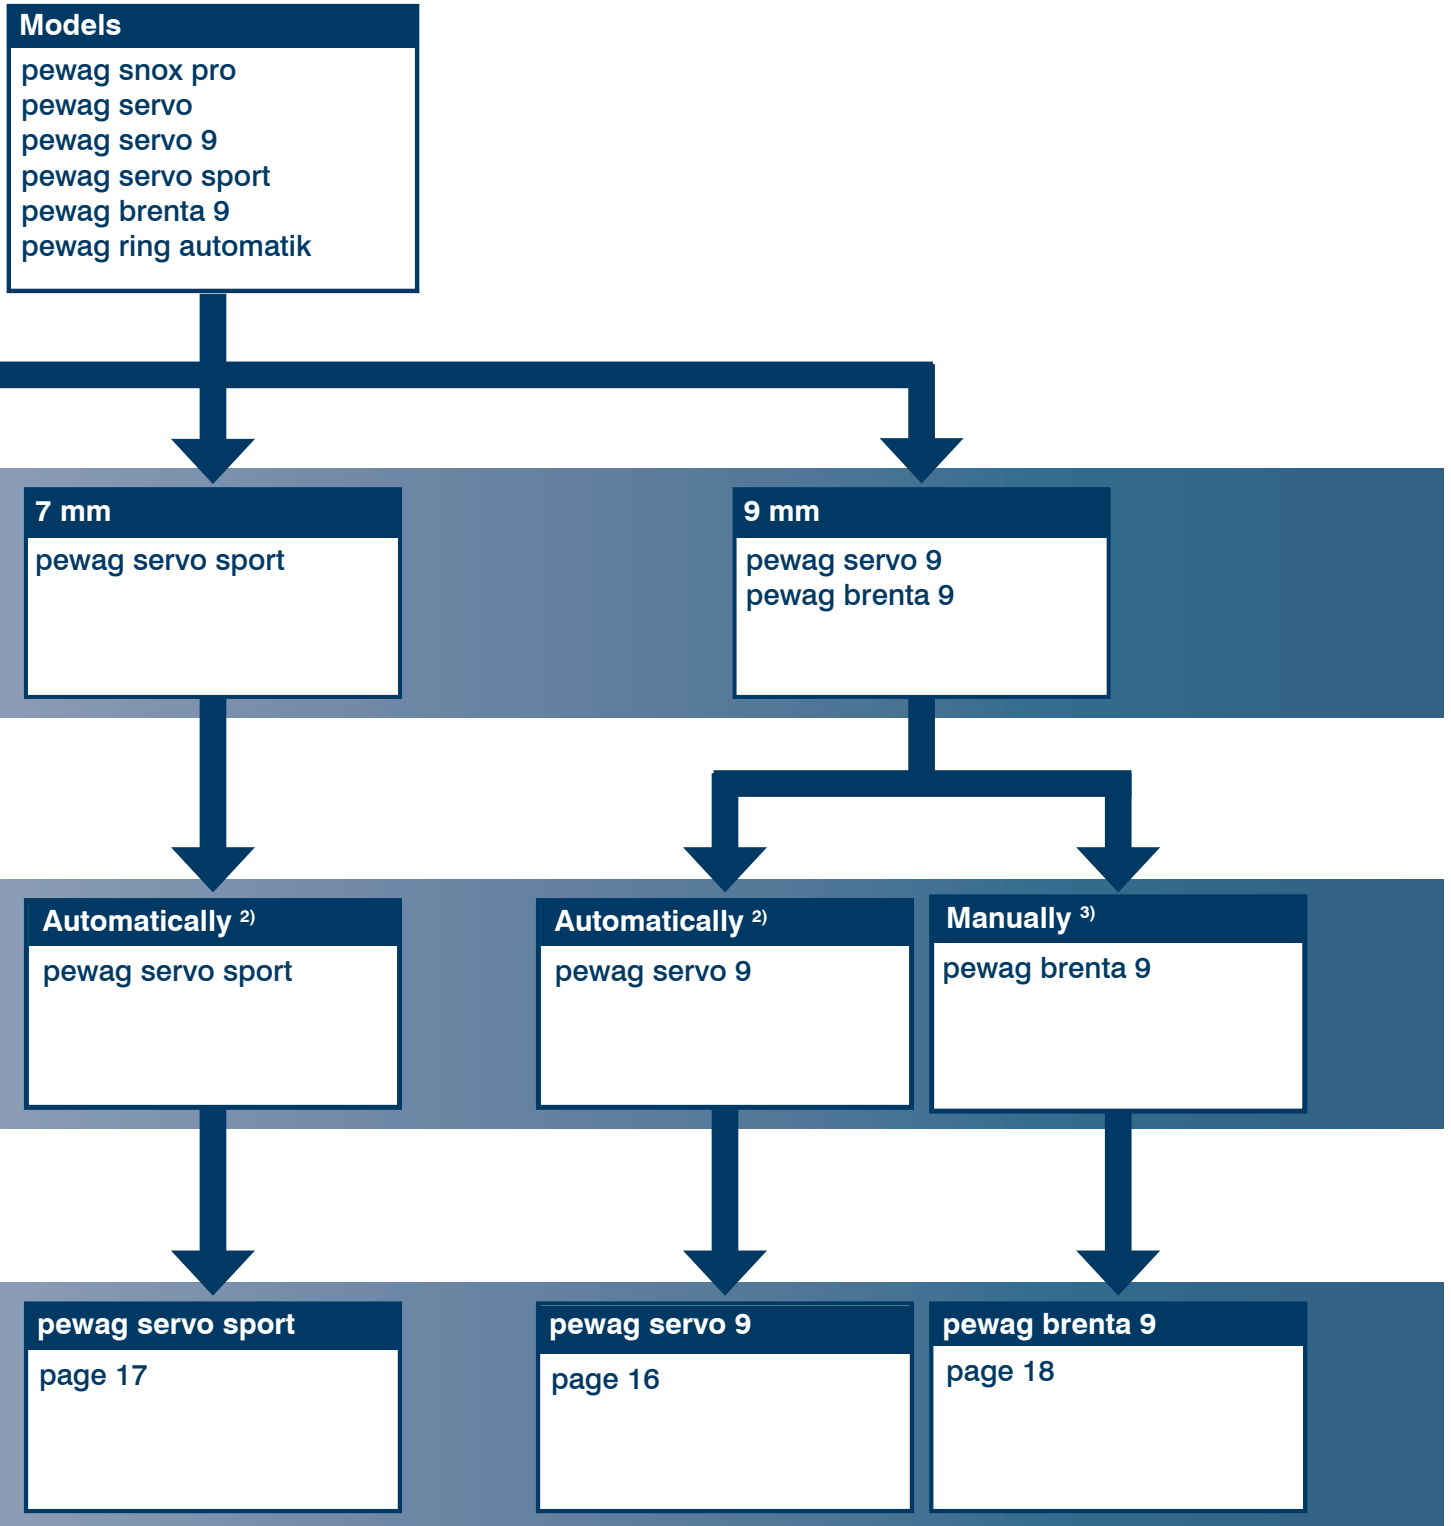 Models
pewag snox pro
pewag servo
pewag servo 9
pewag servo sport
pewag brenta 9
pewag ring automatik
7 mm
pewag servo sport
9 mm
pewag servo 9
pewag brenta 9
Automatically 2)
pewag servo sport
Automatically 2)
pewag servo 9
Manually 3)
pewag brenta 9
pewag servo sport
page 17
pewag servo 9
page 16
pewag brenta 9
page 18